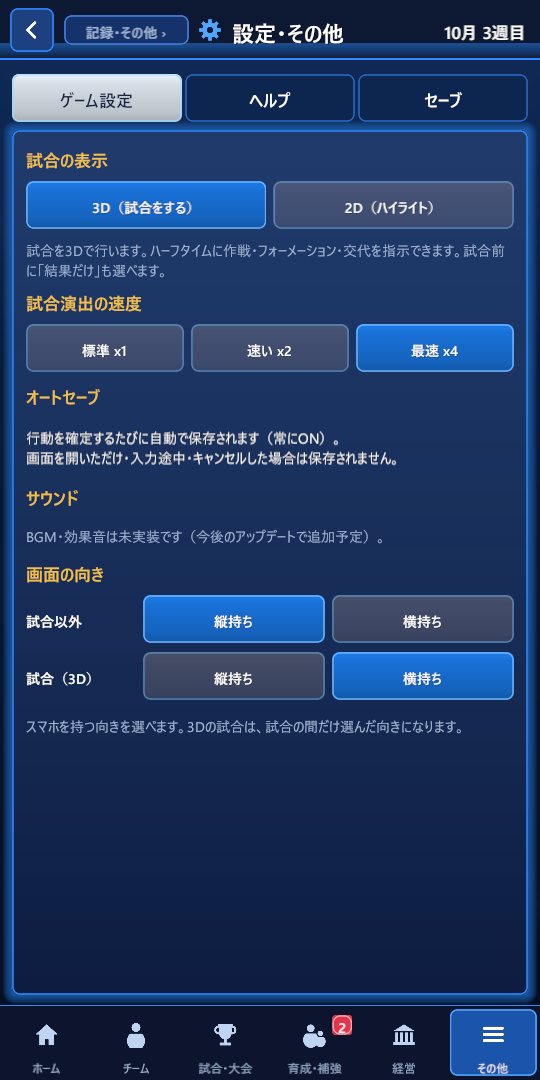 記録・その他 ›
設定・その他
10月 3週目
ゲーム設定
ヘルプ
セーブ
試合の表示
3D（試合をする）
2D（ハイライト）
試合を3Dで行います。ハーフタイムに作戦・フォーメーション・交代を指示できます。試合前
に「結果だけ」も選べます。
試合演出の速度
標準 x1
速い x2
最速 x4
オートセーブ
行動を確定するたびに自動で保存されます（常にON）。
画面を開いただけ・入力途中・キャンセルした場合は保存されません。
サウンド
BGM・効果音は未実装です（今後のアップデートで追加予定）。
画面の向き
試合以外
縦持ち
横持ち
試合（3D）
縦持ち
横持ち
スマホを持つ向きを選べます。3Dの試合は、試合の間だけ選んだ向きになります。
2
ホーム
チーム
試合・大会
育成・補強
経営
その他